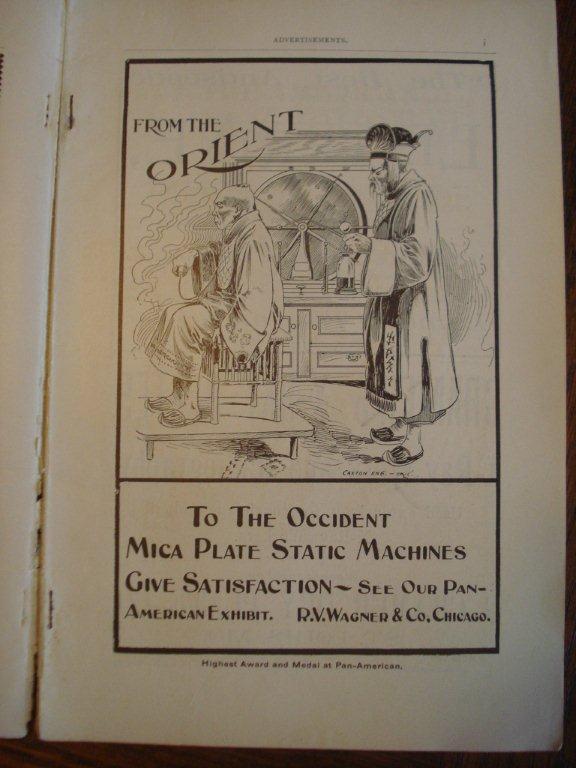 ADVERTISEMENTS.
i
FROM THE
ORIENT
CAXTON ENG.
TO THE OCCIDENT
MICA PLATE STATIC MACHINES
GIVE SATISFACTION~ SEE OUR PAN-
AMERICAN EXHIBIT. R.V. WAGNER & CO, CHICAGO.
Highest Award and Medal at Pan-American.